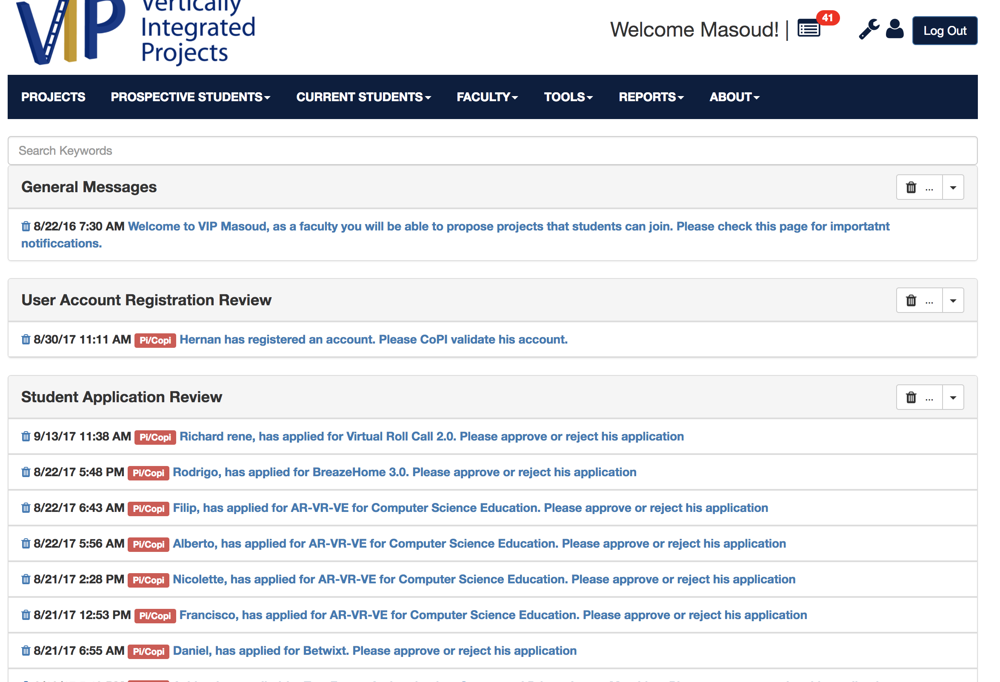 VIP
Vertically
Integrated
Projects
Welcome Masoud! | 41 Log Out
PROJECTS PROSPECTIVE STUDENTS CURRENT STUDENTS FACULTY TOOLS REPORTS ABOUT
Search Keywords
General Messages ...
8/22/16 7:30 AM Welcome to VIP Masoud, as a faculty you will be able to propose projects that students can join. Please check this page for importatnt
notificcations.
User Account Registration Review ...
8/30/17 11:11 AM Pi/Copi Hernan has registered an account. Please CoPI validate his account.
Student Application Review ...
9/13/17 11:38 AM Pi/Copi Richard rene, has applied for Virtual Roll Call 2.0. Please approve or reject his application
8/22/17 5:48 PM Pi/Copi Rodrigo, has applied for BreazeHome 3.0. Please approve or reject his application
8/22/17 6:43 AM Pi/Copi Filip, has applied for AR-VR-VE for Computer Science Education. Please approve or reject his application
8/22/17 5:56 AM Pi/Copi Alberto, has applied for AR-VR-VE for Computer Science Education. Please approve or reject his application
8/21/17 2:28 PM Pi/Copi Nicolette, has applied for AR-VR-VE for Computer Science Education. Please approve or reject his application
8/21/17 12:53 PM Pi/Copi Francisco, has applied for AR-VR-VE for Computer Science Education. Please approve or reject his application
8/21/17 6:55 AM Pi/Copi Daniel, has applied for Betwixt. Please approve or reject his application